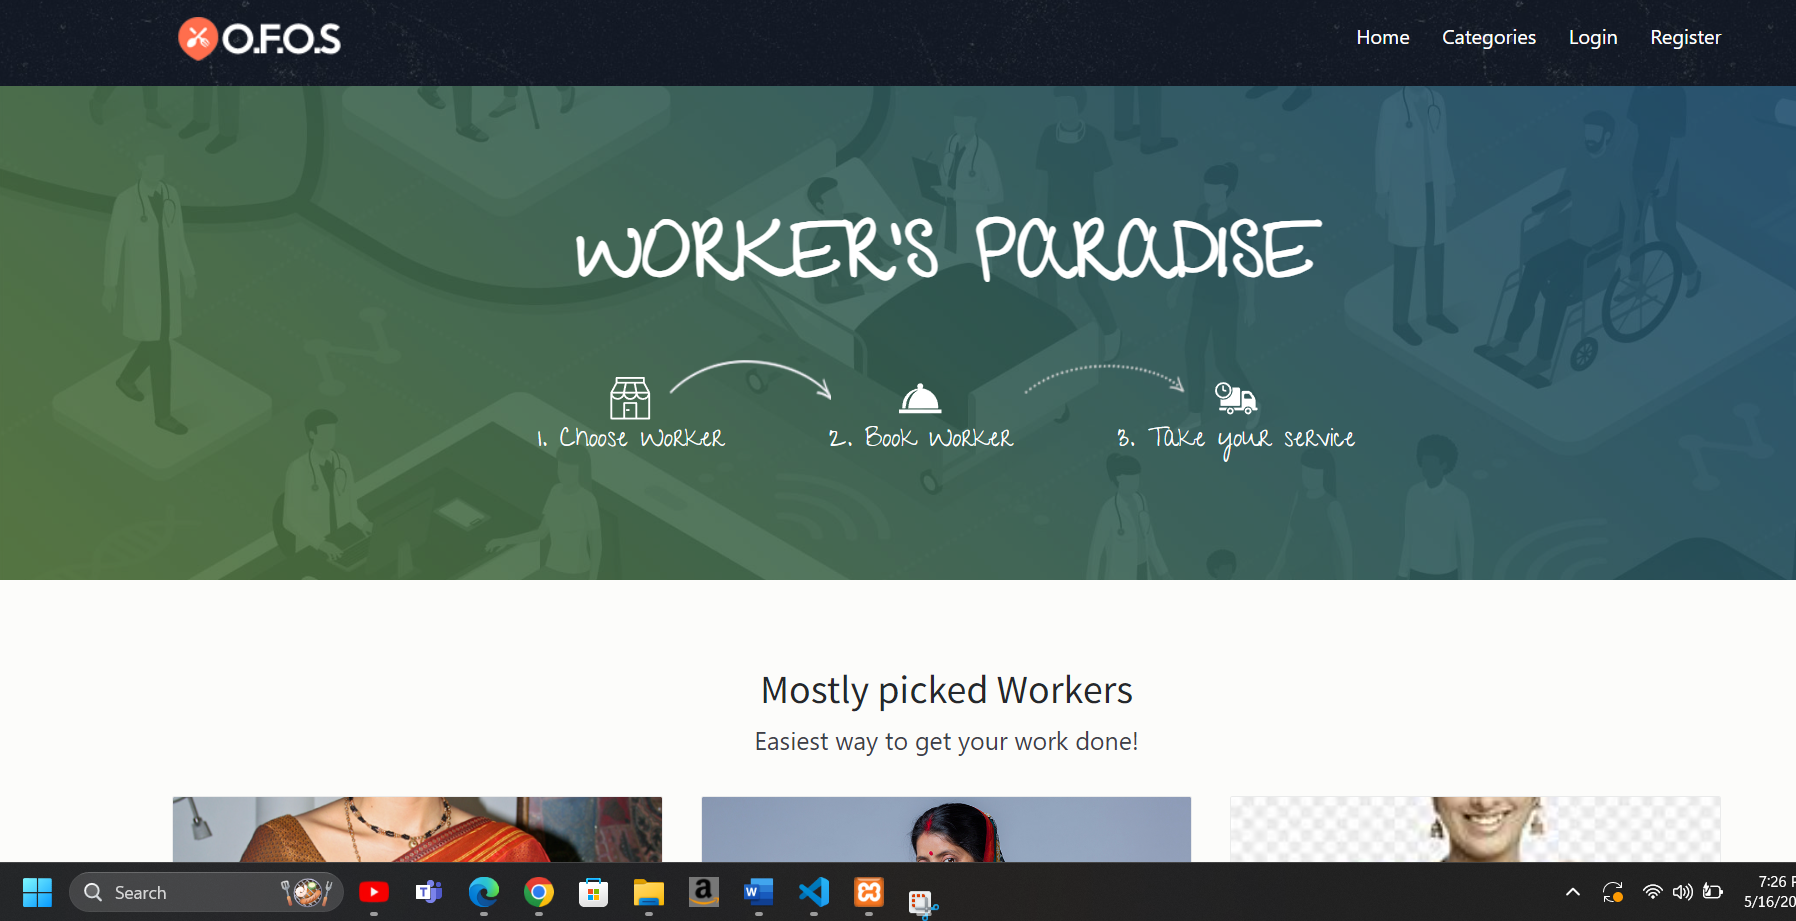 O.F.O.S
Home Categories Login Register
WORKER'S PARADISE
1. Choose Worker
2. Book Worker
3. Take your service
Mostly picked Workers
Easiest way to get your work done!
Search
7:26
5/16/20